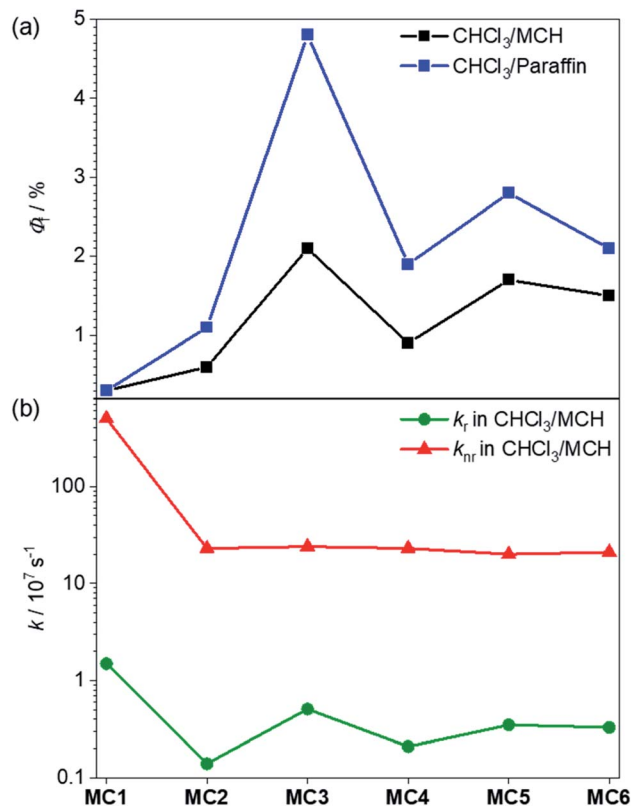 (a)
5
4
3
2
1
Φf / %
CHCl3/MCH
CHCl3/Paraffin
(b)
100
10
1
0.1
k / 10^7 s^-1
kr in CHCl3/MCH
knr in CHCl3/MCH
MC1 MC2 MC3 MC4 MC5 MC6